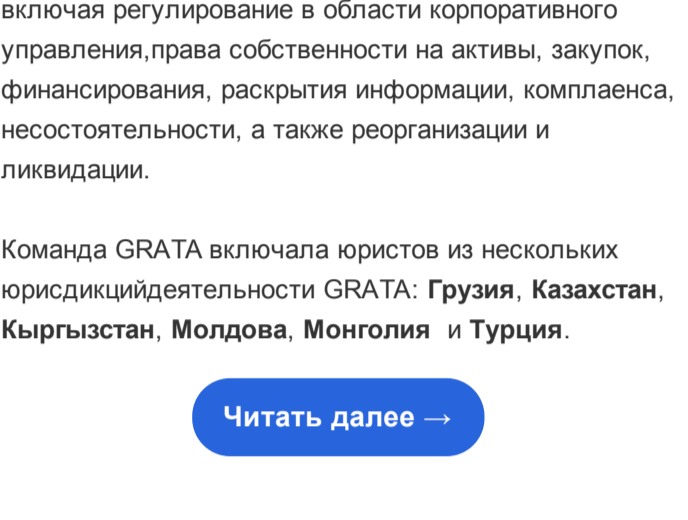 включая регулирование в области корпоративного
управления,права собственности на активы, закупок,
финансирования, раскрытия информации, комплаенса,
несостоятельности, а также реорганизации и
ликвидации.
Команда GRATA включала юристов из нескольких
юрисдикцийдеятельности GRATA: Грузия, Казахстан,
Кыргызстан, Молдова, Монголия и Турция.
Читать далее →